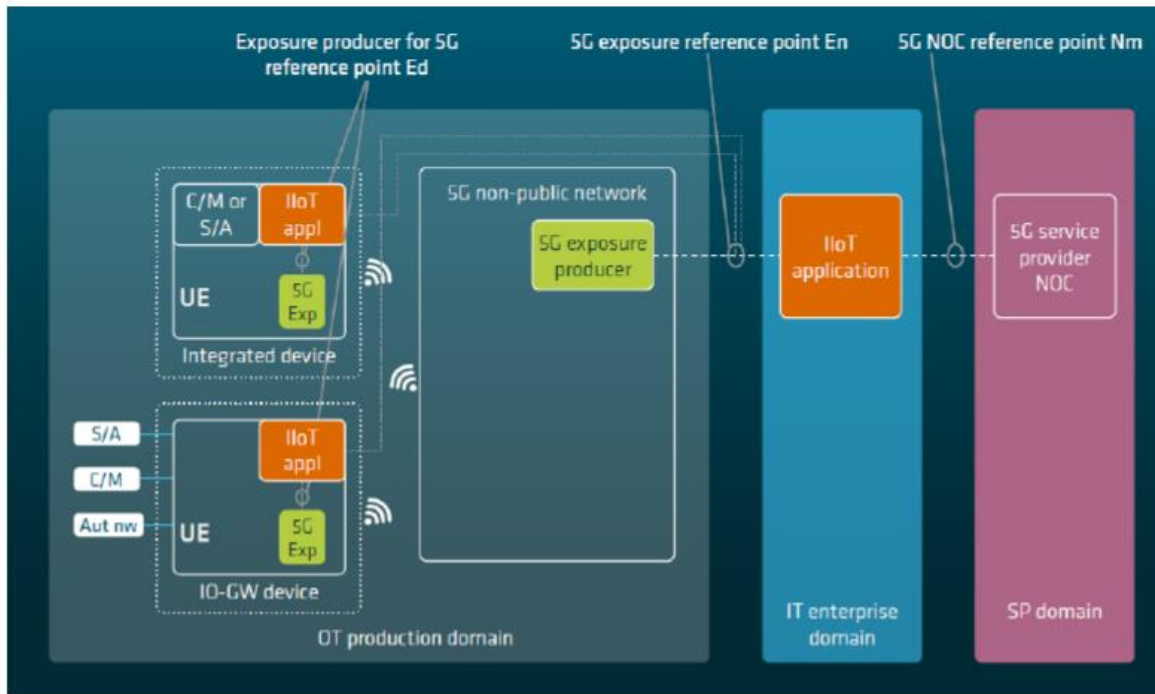 Exposure producer for 5G
reference point Ed
5G exposure reference point En
5G NOC reference point Nm
C/M or
S/A
IIoT
appl
UE
5G
Exp
Integrated device
S/A
C/M
Aut nw
IIoT
appl
UE
5G
Exp
IO-GW device
5G non-public network
5G exposure
producer
OT production domain
IIoT
application
IT enterprise
domain
5G service
provider
NOC
SP domain